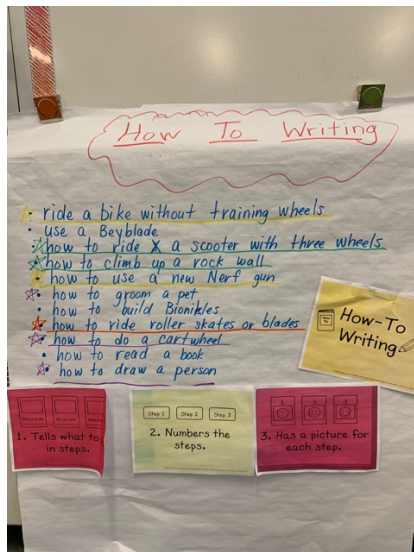 How To Writing
ride a bike without training wheels
use a Beyblade
how to ride a scooter with three wheels
how to climb up a rock wall
how to use a new Nerf gun
how to groom a pet
how to build Bionikles
how to ride roller skates or blades
how to do a cartwheel
how to read a book
how to draw a person
How-To
Writing
1. Tells what to
in steps.
Step 1 Step 2 Step 3
2. Numbers the
steps.
1 2 3
3. Has a picture for
each step.